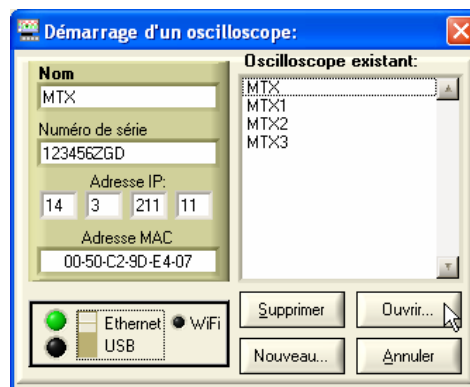 Démarrage d'un oscilloscope:
Nom
MTX
Numéro de série
123456ZGD
Adresse IP:
14 3 211 11
Adresse MAC
00-50-C2-9D-E4-07
Ethernet
USB
WiFi
Oscilloscope existant:
MTX
MTX1
MTX2
MTX3
Supprimer
Ouvrir...
Nouveau...
Annuler